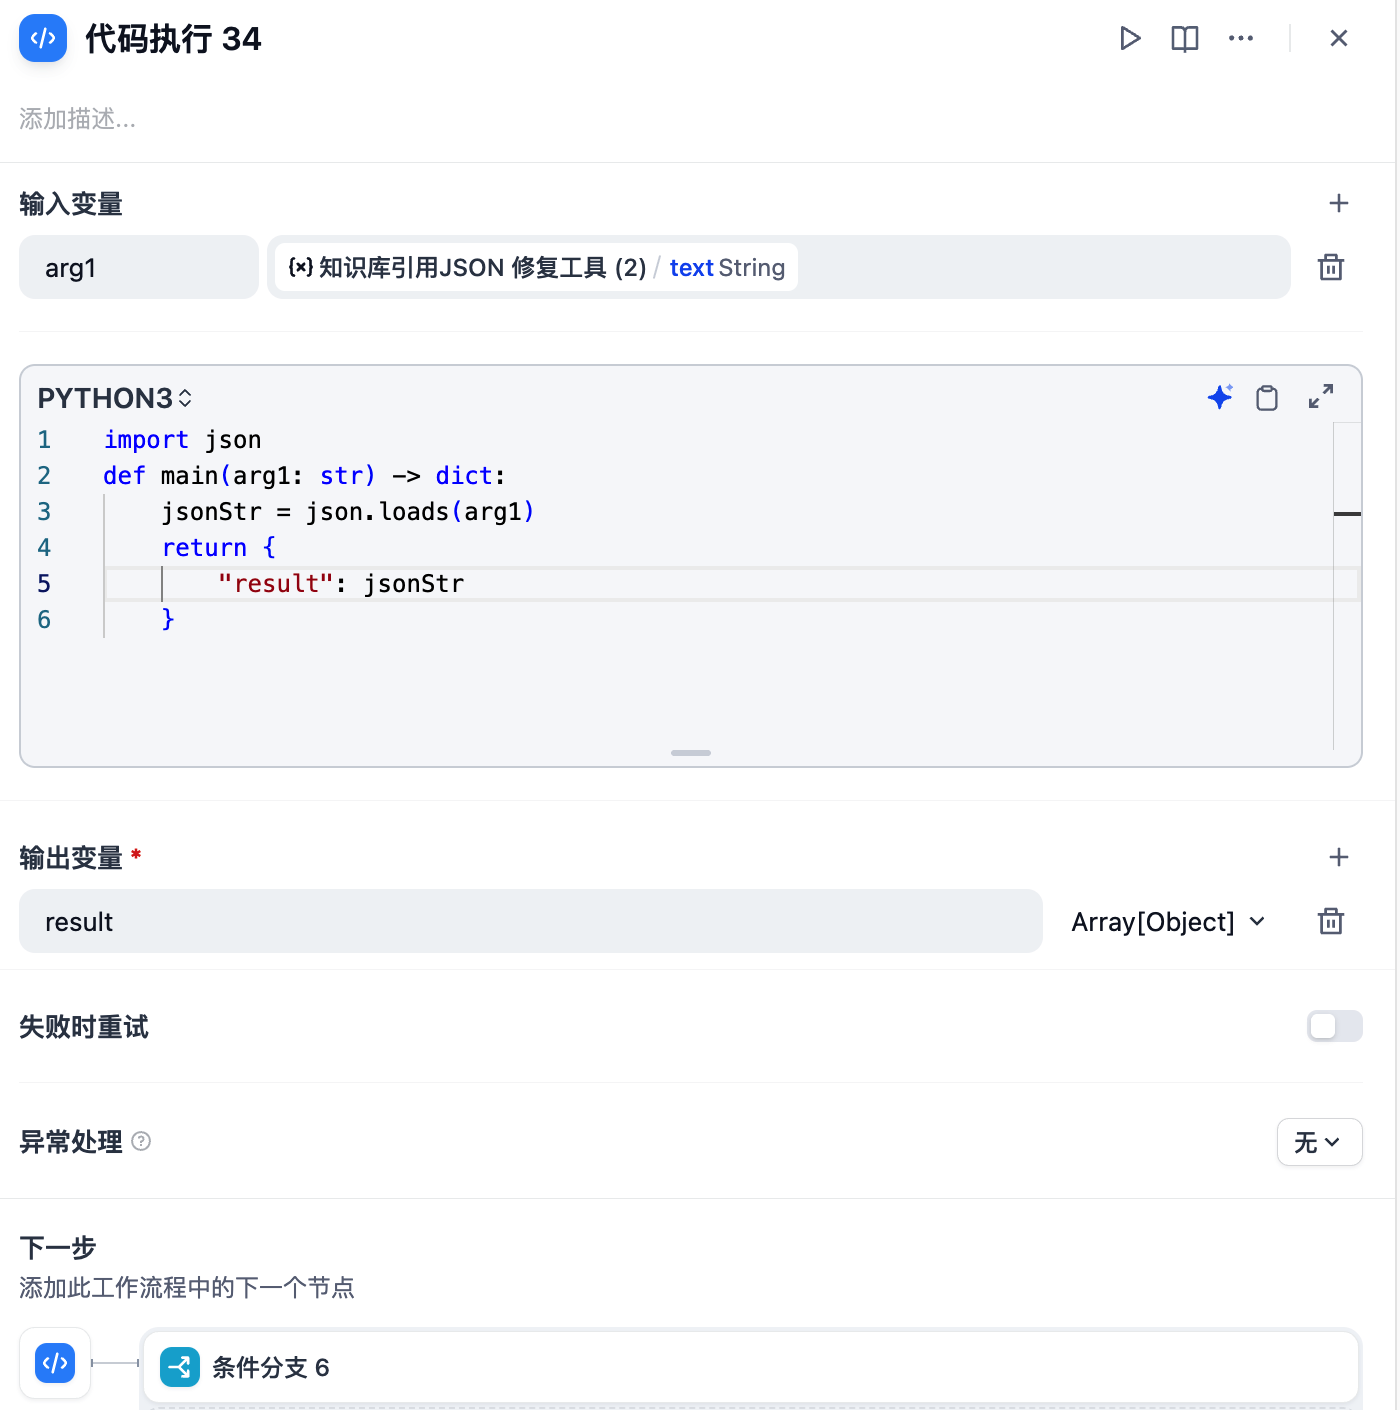 代码执行 34
添加描述...
输入变量
arg1
{x} 知识库引用JSON 修复工具 (2) / text String
PYTHON3
1 import json
2 def main(arg1: str) -> dict:
3     jsonStr = json.loads(arg1)
4     return {
5         "result": jsonStr
6     }
输出变量 *
result
Array[Object]
失败时重试
异常处理 ?
无
下一步
添加此工作流程中的下一个节点
条件分支 6